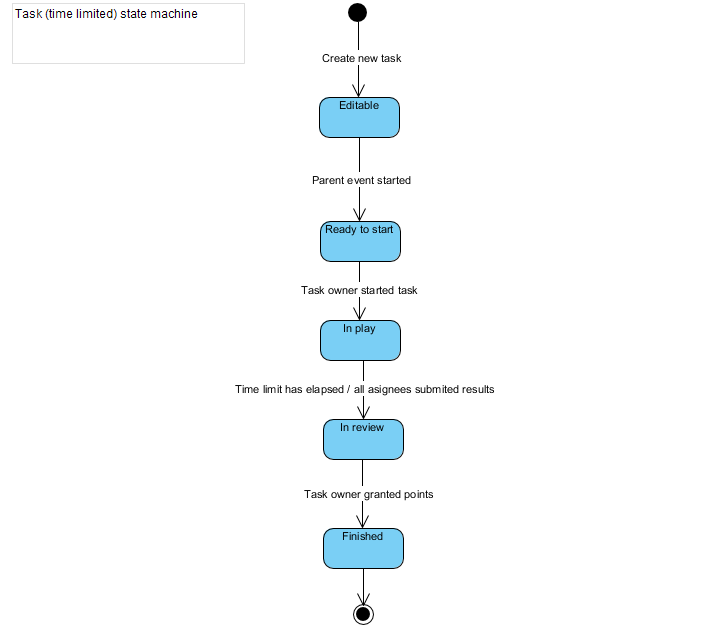 Task (time limited) state machine
Create new task
Editable
Parent event started
Ready to start
Task owner started task
In play
Time limit has elapsed / all asignees submited results
In review
Task owner granted points
Finished